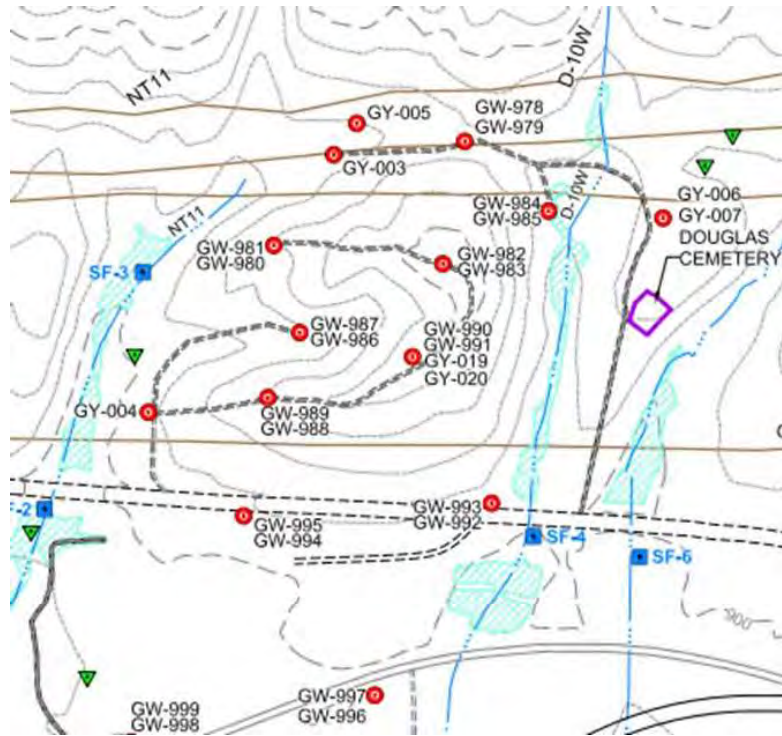 NT11
D-10W
GY-005
GW-978
GW-979
GY-003
GW-984
GW-985
D-10W
GY-006
GY-007
DOUGLAS
CEMETERY
NT11
GW-981
GW-980
GW-982
GW-983
SF-3
GW-987
GW-986
GW-990
GW-991
GY-019
GY-020
GY-004
GW-989
GW-988
GW-993
GW-992
GW-995
GW-994
F-2
SF-4
900
GW-997
GW-996
GW-999
GW-998